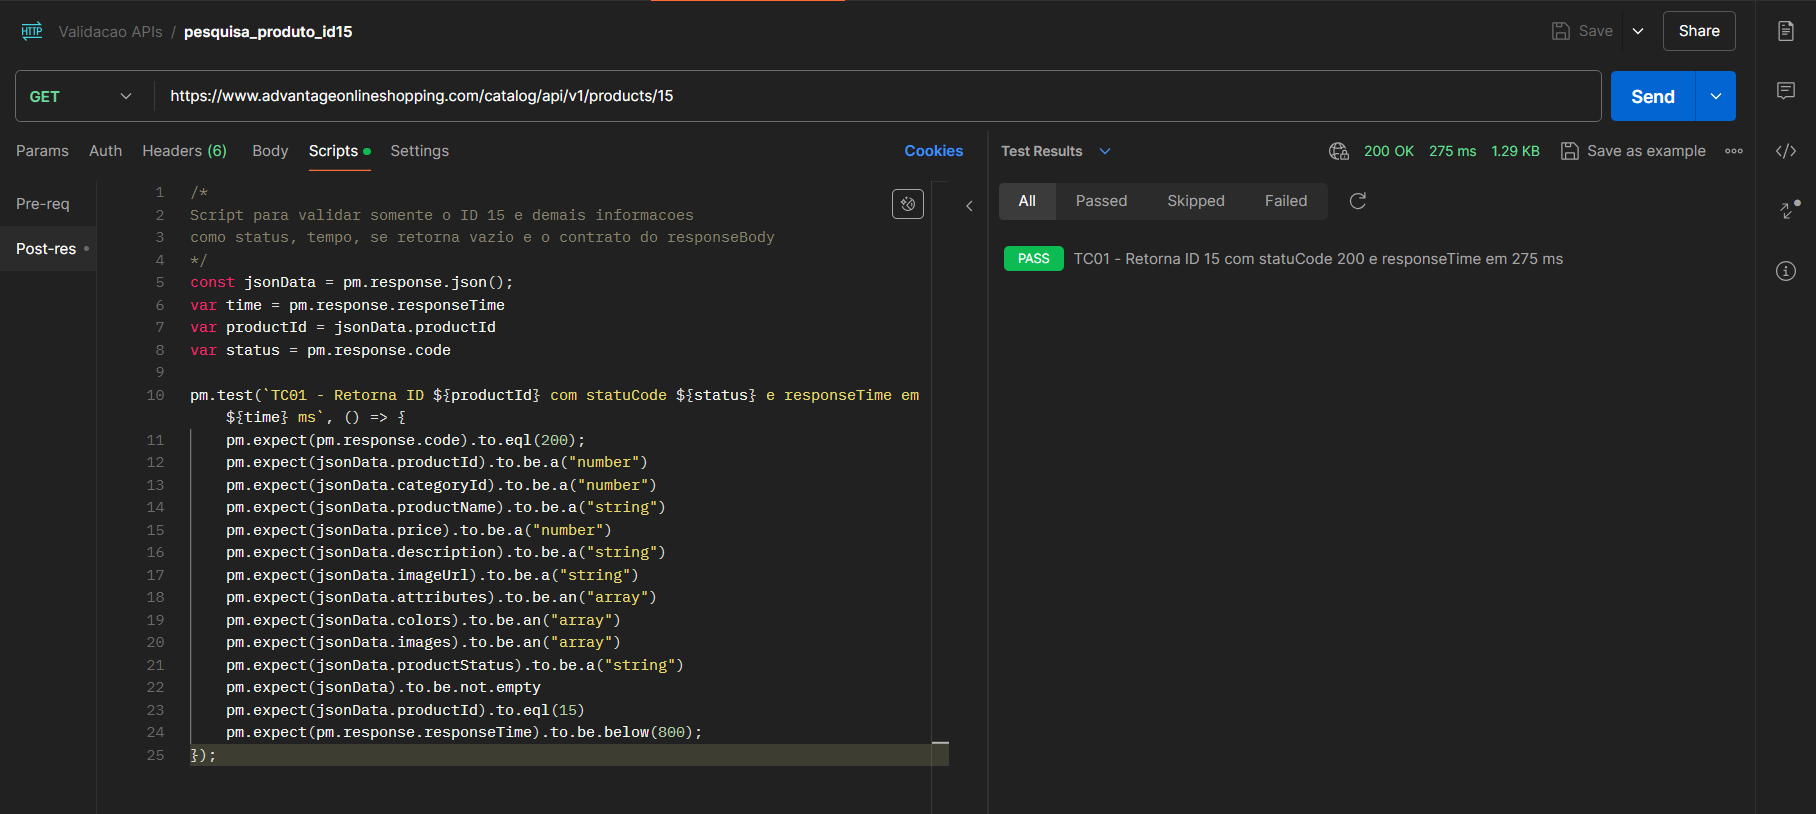 HTTP Validacao APIs / pesquisa_produto_id15
Save
Share
GET
https://www.advantageonlineshopping.com/catalog/api/v1/products/15
Send
Params Auth Headers (6) Body Scripts Settings Cookies
Pre-req
Post-res
1 /*
2 Script para validar somente o ID 15 e demais informacoes
3 como status, tempo, se retorna vazio e o contrato do responseBody
4 */
5 const jsonData = pm.response.json();
6 var time = pm.response.responseTime
7 var productId = jsonData.productId
8 var status = pm.response.code
9
10 pm.test(`TC01 - Retorna ID ${productId} com statuCode ${status} e responseTime em
${time} ms`, () => {
11 pm.expect(pm.response.code).to.eql(200);
12 pm.expect(jsonData.productId).to.be.a("number")
13 pm.expect(jsonData.categoryId).to.be.a("number")
14 pm.expect(jsonData.productName).to.be.a("string")
15 pm.expect(jsonData.price).to.be.a("number")
16 pm.expect(jsonData.description).to.be.a("string")
17 pm.expect(jsonData.imageUrl).to.be.a("string")
18 pm.expect(jsonData.attributes).to.be.an("array")
19 pm.expect(jsonData.colors).to.be.an("array")
20 pm.expect(jsonData.images).to.be.an("array")
21 pm.expect(jsonData.productStatus).to.be.a("string")
22 pm.expect(jsonData).to.be.not.empty
23 pm.expect(jsonData.productId).to.eql(15)
24 pm.expect(pm.response.responseTime).to.be.below(800);
25 });
Test Results
200 OK 275 ms 1.29 KB Save as example
All Passed Skipped Failed
PASS TC01 - Retorna ID 15 com statuCode 200 e responseTime em 275 ms